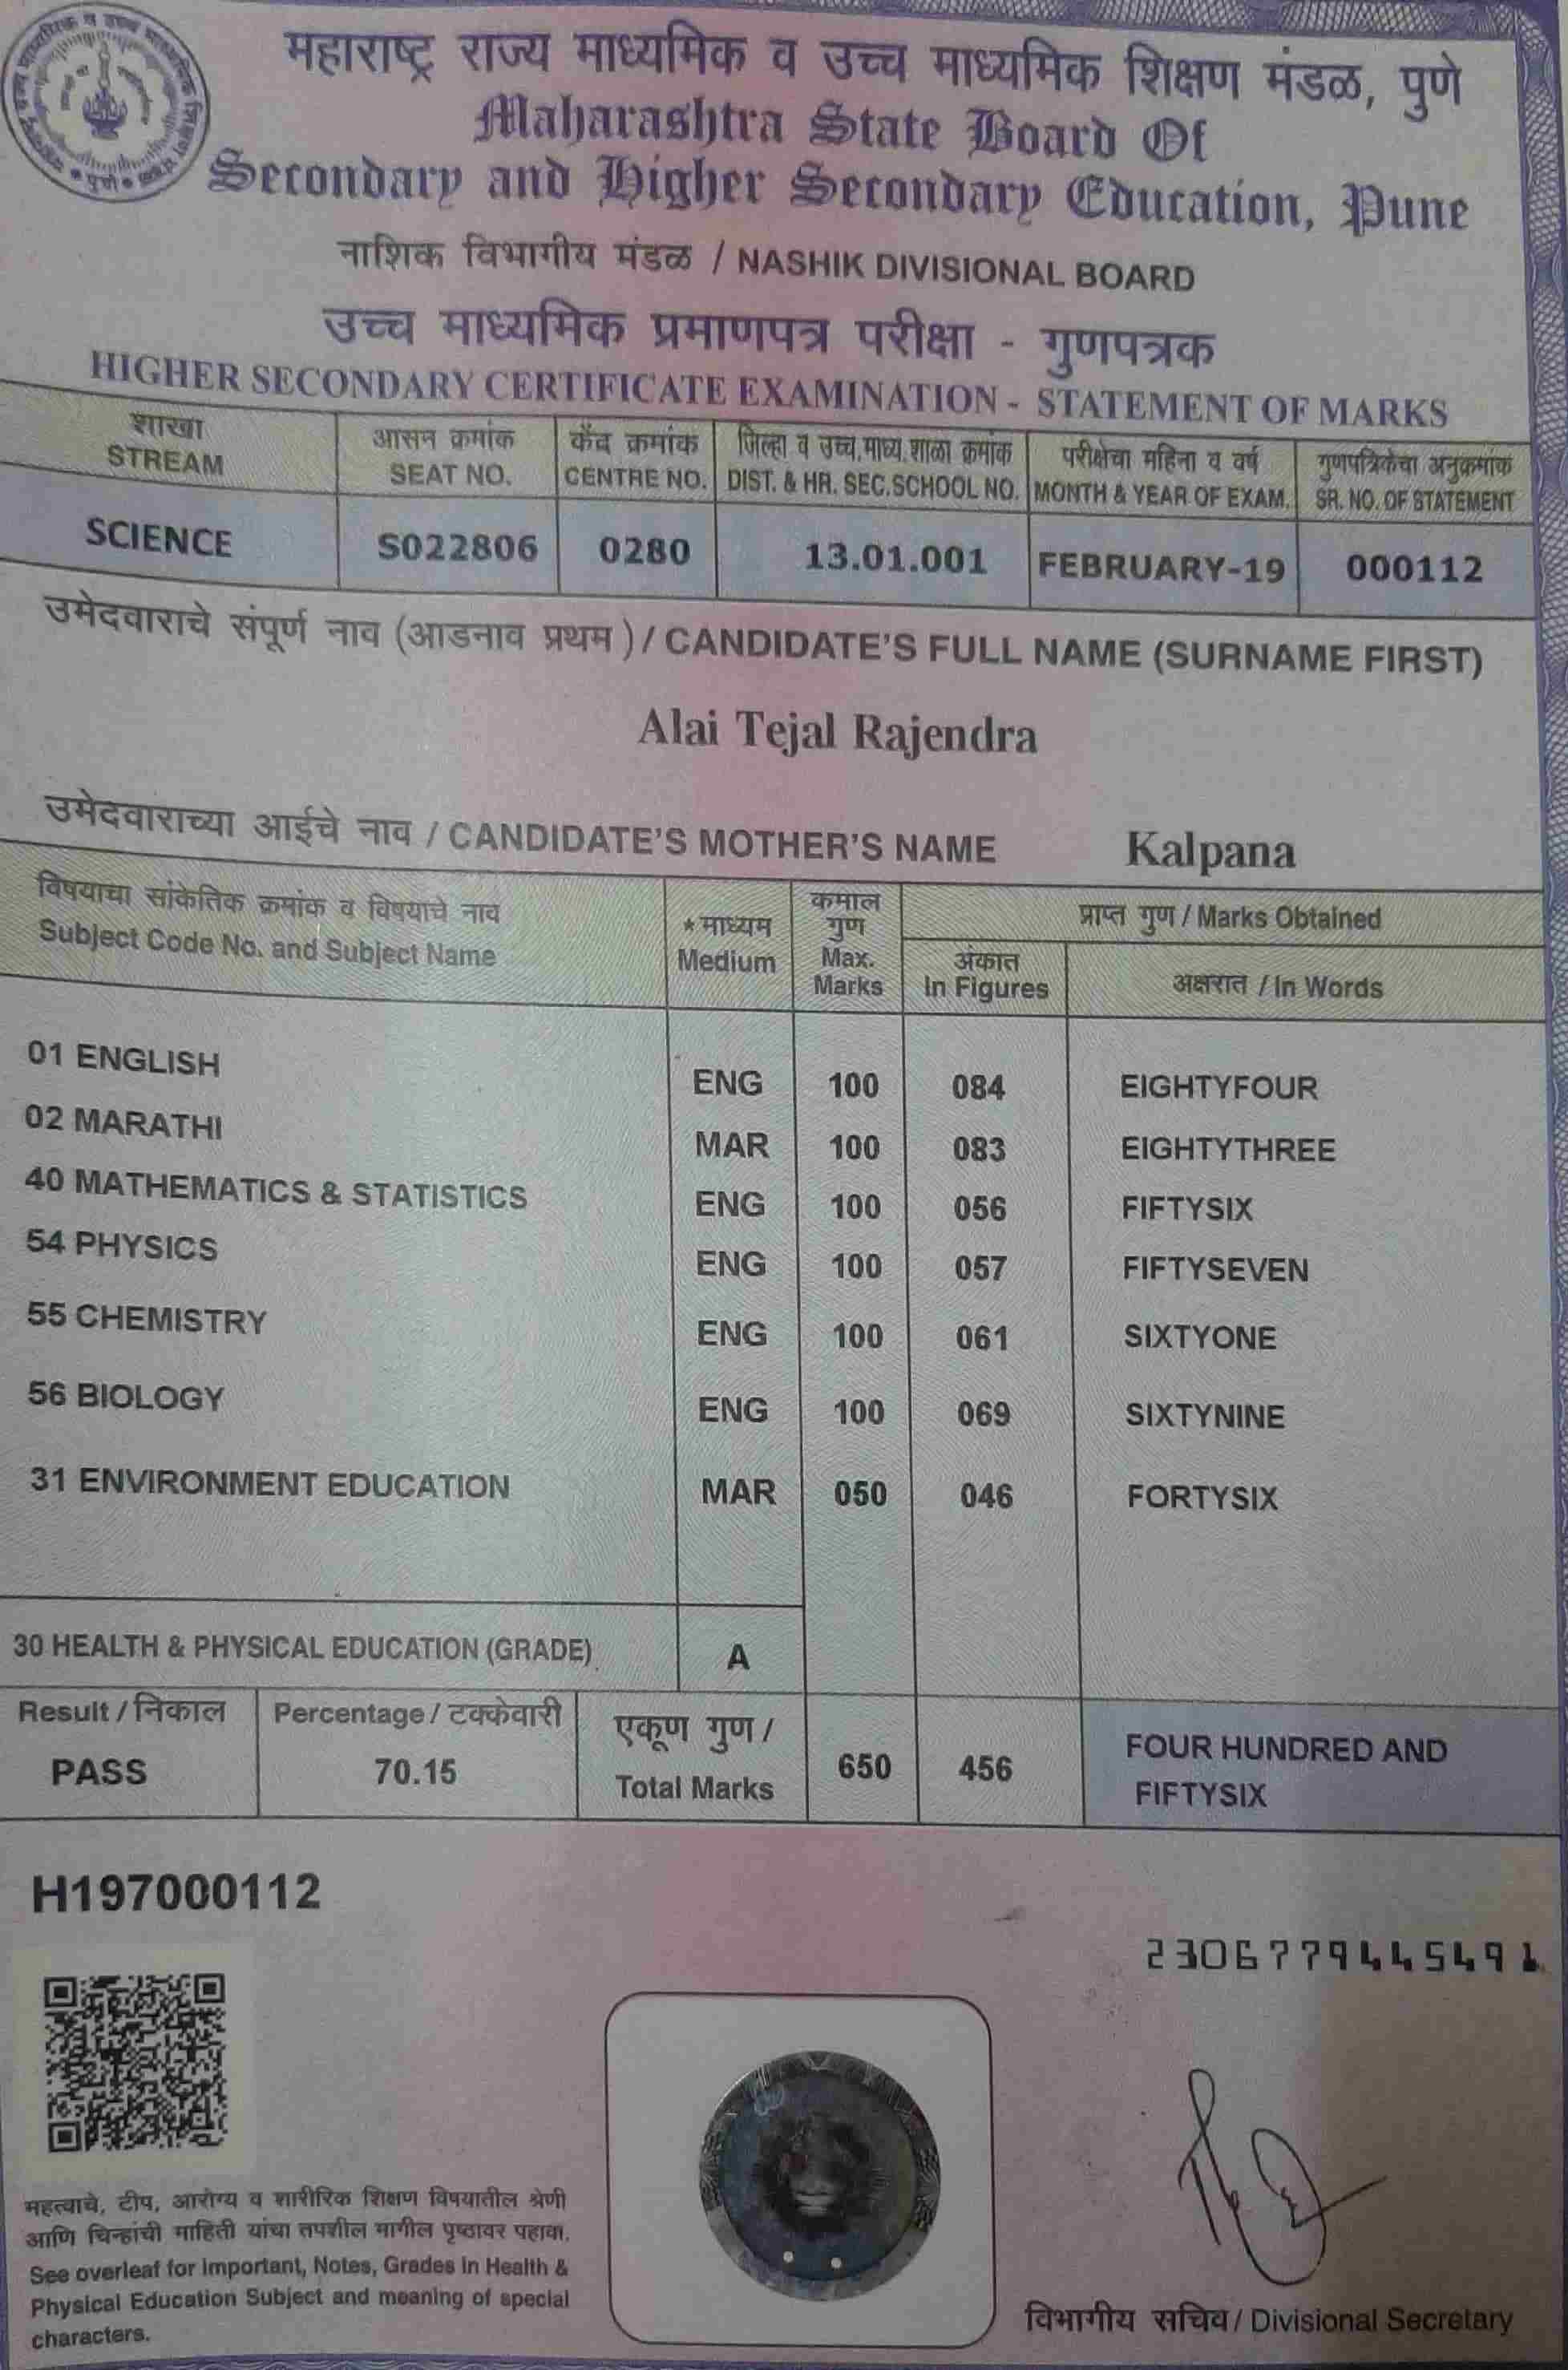 महाराष्ट्र राज्य माध्यमिक व उच्च माध्यमिक शिक्षण मंडळ, पुणे
Maharashtra State Board Of
Secondary and Higher Secondary Education, Pune
नाशिक विभागीय मंडळ / NASHIK DIVISIONAL BOARD
उच्च माध्यमिक प्रमाणपत्र परीक्षा - गुणपत्रक
HIGHER SECONDARY CERTIFICATE EXAMINATION - STATEMENT OF MARKS
शाखा आसन क्रमांक केंद्र क्रमांक जिल्हा व उच्च.माध्य.शाळा क्रमांक परीक्षेचा महिना व वर्ष गुणपत्रिकेचा अनुक्रमांक
STREAM SEAT NO. CENTRE NO. DIST. & HR. SEC.SCHOOL NO. MONTH & YEAR OF EXAM. SR. NO. OF STATEMENT
SCIENCE S022806 0280 13.01.001 FEBRUARY-19 000112
उमेदवाराचे संपूर्ण नाव (आडनाव प्रथम) / CANDIDATE'S FULL NAME (SURNAME FIRST)
Alai Tejal Rajendra
उमेदवाराच्या आईचे नाव / CANDIDATE'S MOTHER'S NAME Kalpana
विषयाचा सांकेतिक क्रमांक व विषयाचे नाव
Subject Code No. and Subject Name
*माध्यम
Medium
कमाल
गुण
Max.
Marks
प्राप्त गुण / Marks Obtained
अंकात
In Figures
अक्षरात / In Words
01 ENGLISH ENG 100 084 EIGHTYFOUR
02 MARATHI MAR 100 083 EIGHTYTHREE
40 MATHEMATICS & STATISTICS ENG 100 056 FIFTYSIX
54 PHYSICS ENG 100 057 FIFTYSEVEN
55 CHEMISTRY ENG 100 061 SIXTYONE
56 BIOLOGY ENG 100 069 SIXTYNINE
31 ENVIRONMENT EDUCATION MAR 050 046 FORTYSIX
30 HEALTH & PHYSICAL EDUCATION (GRADE) A
Result / निकाल Percentage / टक्केवारी एकूण गुण /
PASS 70.15 Total Marks 650 456 FOUR HUNDRED AND
FIFTYSIX
H197000112
2306779445491
महत्वाचे, टीप, आरोग्य व शारीरिक शिक्षण विषयातील श्रेणी
आणि चिन्हांची माहिती यांचा तपशील मागील पृष्ठावर पहावा.
See overleaf for important, Notes, Grades in Health &
Physical Education Subject and meaning of special
characters.
विभागीय सचिव / Divisional Secretary